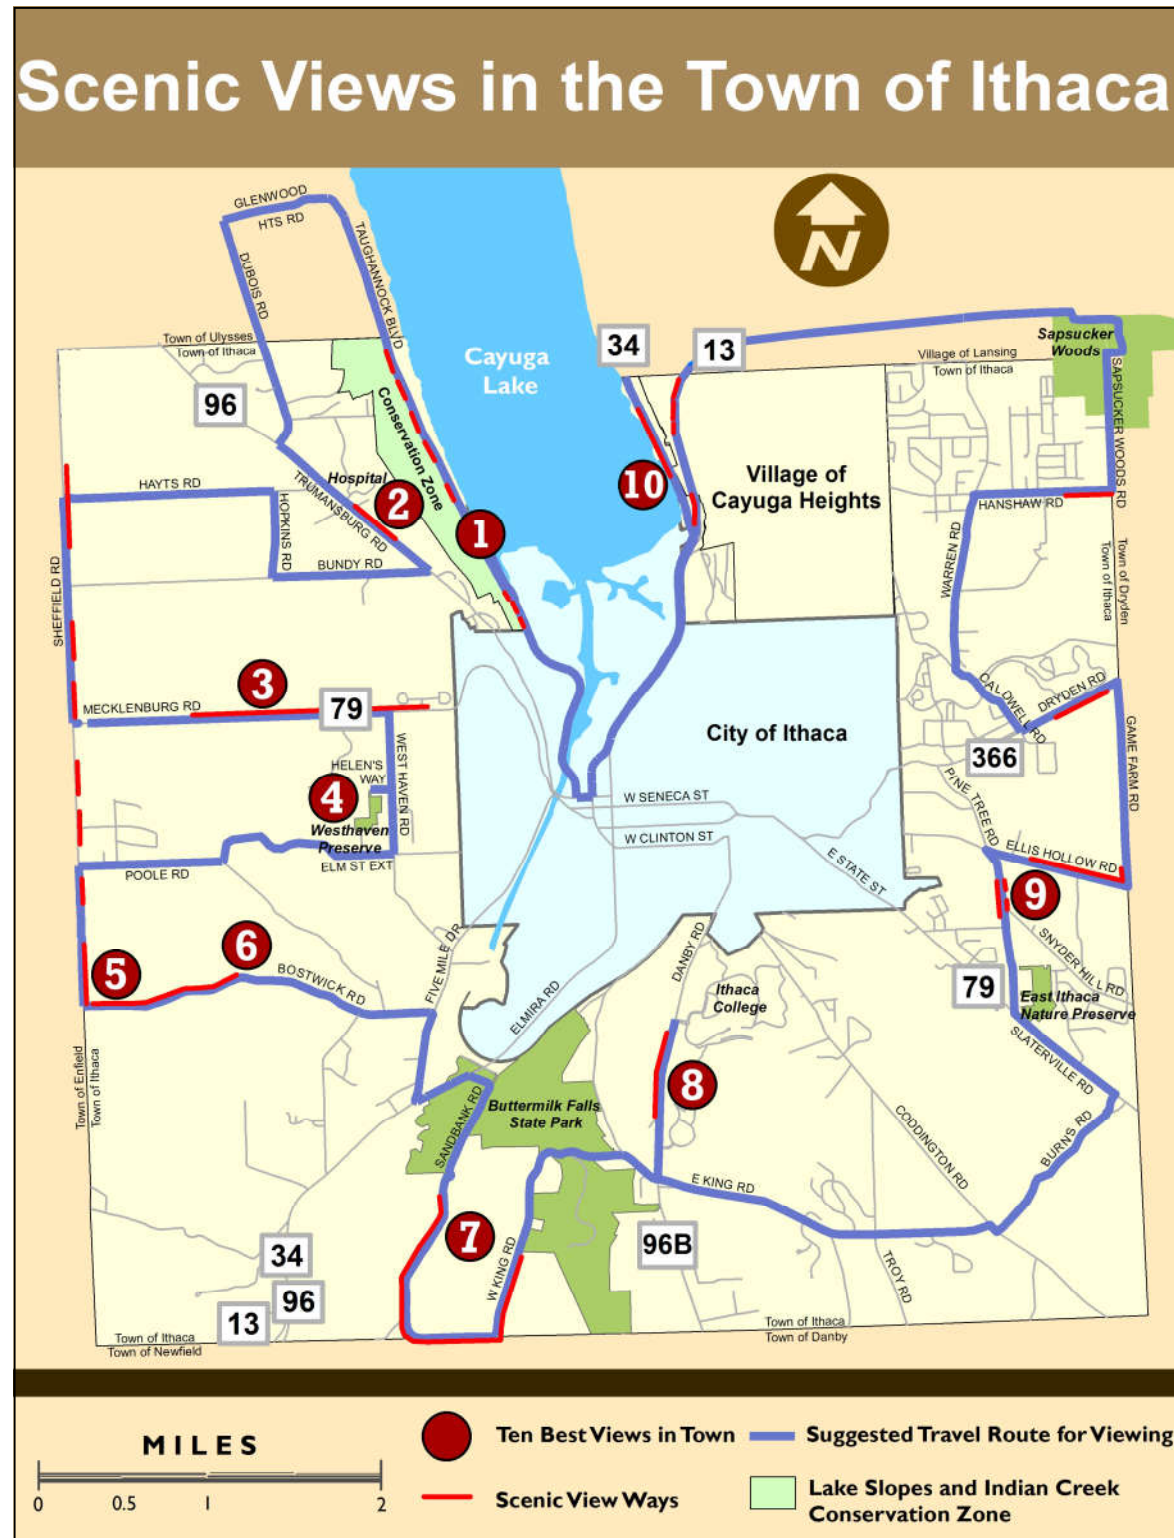 Scenic Views in the Town of Ithaca
GLENWOOD
HTS RD
DUBOIS RD
TAUGHANNOCK BLVD
N
Town of Ulysses
Town of Ithaca
Cayuga
Lake
34
13
Sapsucker
Woods
Village of Lansing
Town of Ithaca
SAPSUCKER WOODS RD
96
Conservation Zone
Hospital
2
1
10
Village of
Cayuga Heights
HAYTS RD
HOPKINS RD
TRUMANSBURG RD
BUNDY RD
HANSHAW RD
WARREN RD
Town of Dryden
Town of Ithaca
SHEFFIELD RD
3
MECKLENBURG RD
79
CALDWELL RD
DRYDEN RD
City of Ithaca
366
GAME FARM RD
HELEN'S
WAY
WEST HAVEN RD
4
Westhaven
Preserve
W SENECA ST
W CLINTON ST
PINE TREE RD
ELM ST EXT
POOLE RD
E STATE ST
ELLIS HOLLOW RD
9
SNYDER HILL RD
5
6
BOSTWICK RD
FIVE MILE DR
DANBY RD
ELMIRA RD
Ithaca
College
79
East Ithaca
Nature Preserve
SLATERVILLE RD
Town of Enfield
Town of Ithaca
8
Buttermilk Falls
State Park
SANDBANK RD
CODDINGTON RD
BURNS RD
E KING RD
7
W KING RD
96B
TROY RD
34
96
13
Town of Ithaca
Town of Newfield
Town of Ithaca
Town of Danby
MILES
0 0.5 1 2
Ten Best Views in Town
Suggested Travel Route for Viewing
Scenic View Ways
Lake Slopes and Indian Creek
Conservation Zone